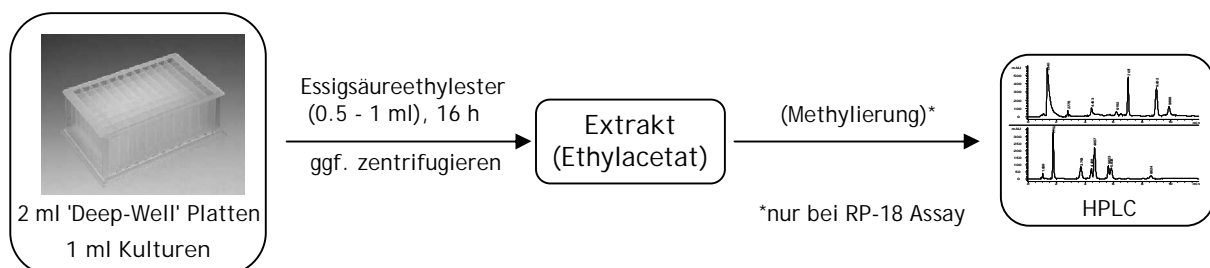 2 ml 'Deep-Well' Platten
1 ml Kulturen
Essigsäureethylester
(0.5 - 1 ml), 16 h
ggf. zentrifugieren
Extrakt
(Ethylacetat)
(Methylierung)*
*nur bei RP-18 Assay
HPLC